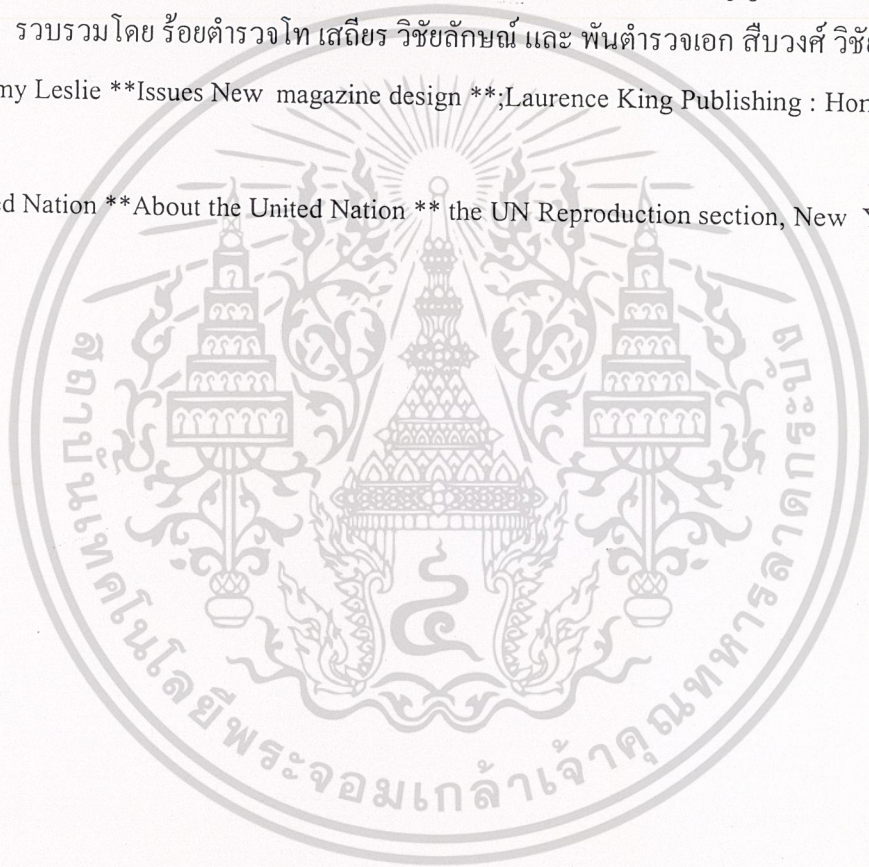 รวบรวมโดย ร้อยตำรวจโท เสถียร วิชัยลักษณ์ และ พันตำรวจเอก สืบวงศ์
my Leslie **Issues New magazine design **;Laurence King Publishing :
Nation **About the United Nation ** the UN Reproduction section, New
สถาบันเทคโนโลยีพระจอมเกล้าเจ้าคุณทหารลาดกระบัง
๔